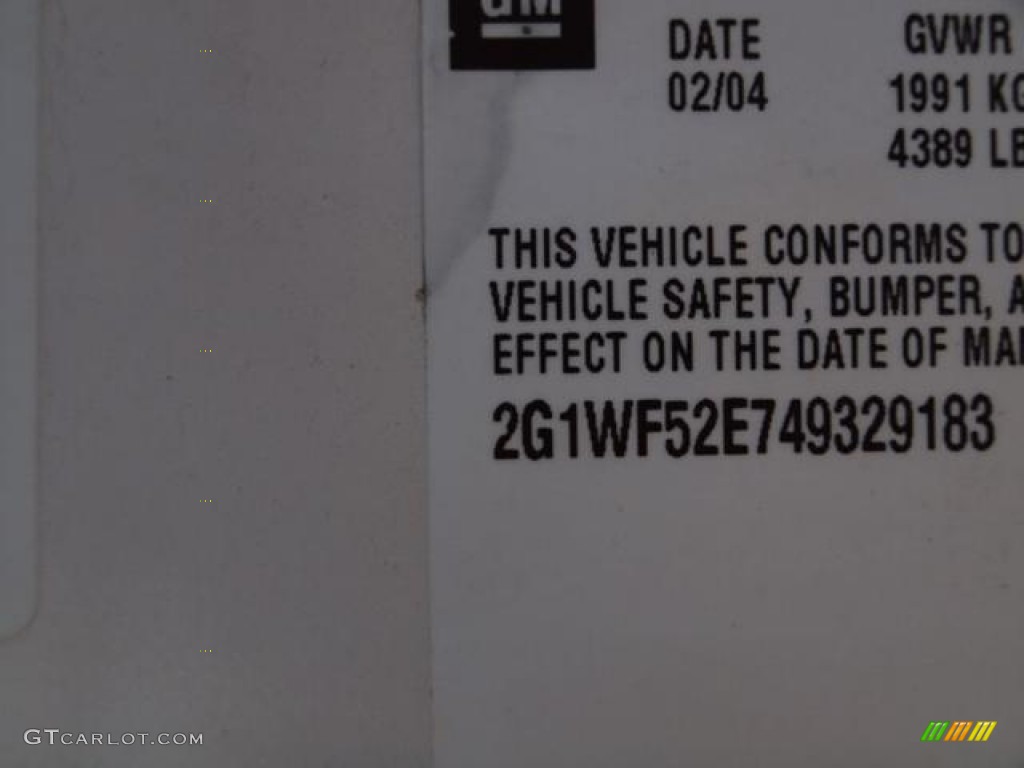 GM
DATE
GVWR
02/04
1991 KG
4389 LB
THIS VEHICLE CONFORMS TO
VEHICLE SAFETY, BUMPER, A
EFFECT ON THE DATE OF MA
2G1WF52E749329183
GTCARLOT.COM